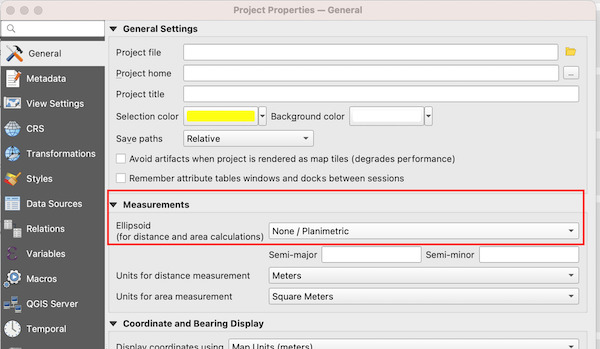 Project Properties — General
General
Metadata
View Settings
CRS
Transformations
Styles
Data Sources
Relations
Variables
Macros
QGIS Server
Temporal
General Settings
Project file
Project home
...
Project title
Selection color
Background color
Save paths
Relative
Avoid artifacts when project is rendered as map tiles (degrades performance)
Remember attribute tables windows and docks between sessions
Measurements
Ellipsoid
(for distance and area calculations)
None / Planimetric
Semi-major
Semi-minor
Units for distance measurement
Meters
Units for area measurement
Square Meters
Coordinate and Bearing Display
Display coordinates using
Map Units (meters)